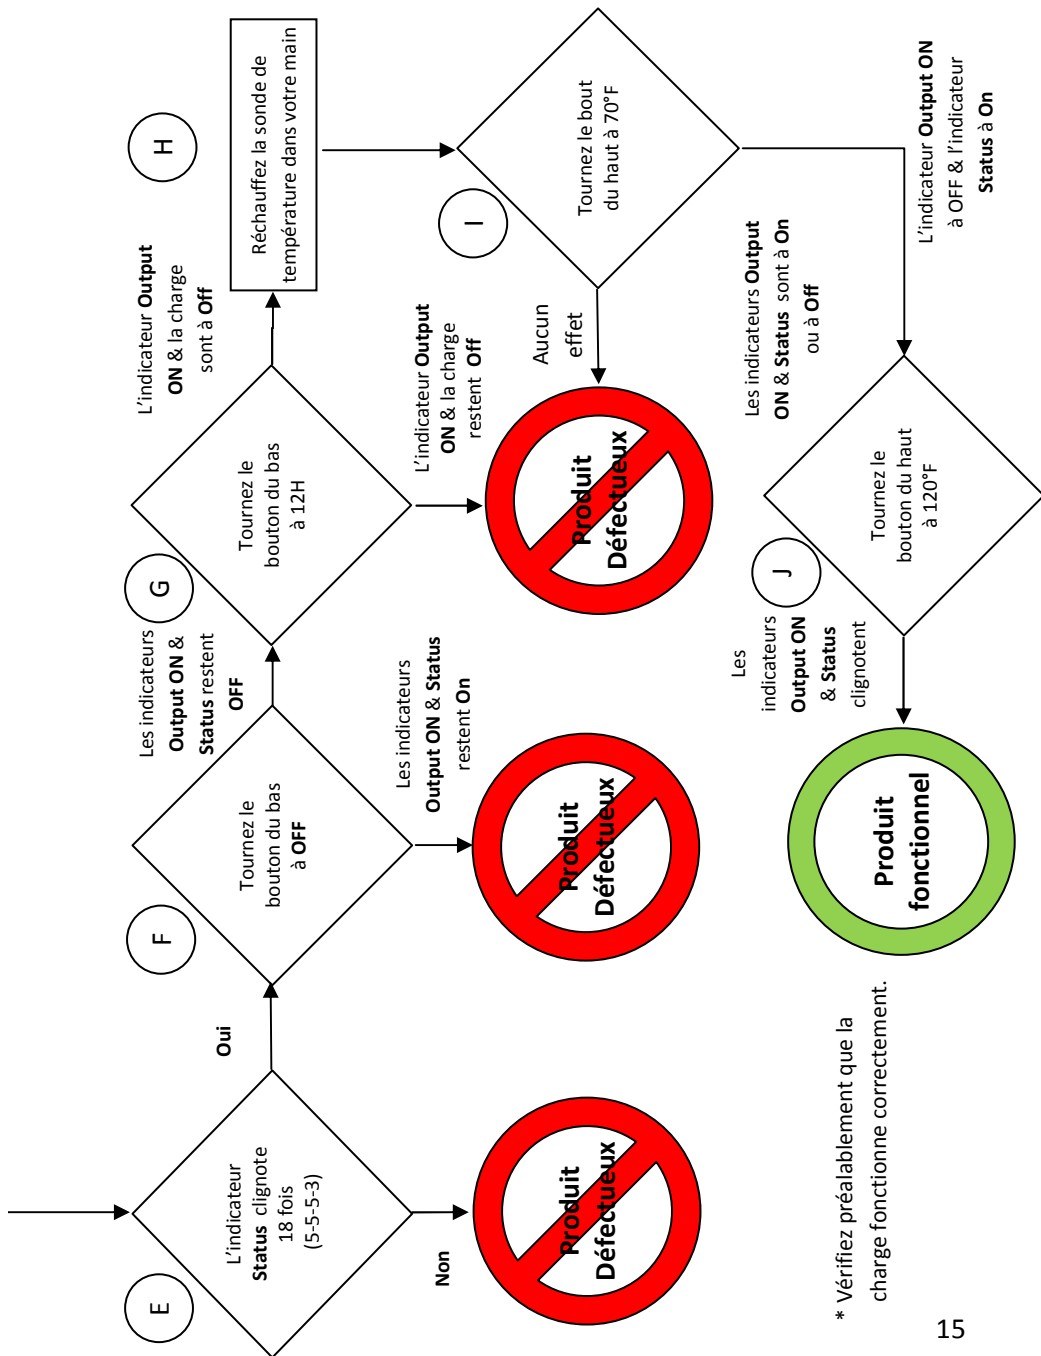 E
L'indicateur
Status clignote
18 fois
(5-5-5-3)
Oui
Non
Produit
Défectueux
F
Tournez le
bouton du bas
à OFF
Les indicateurs
Output ON &
Status restent
OFF
Les indicateurs
Output ON & Status
restent On
Produit
Défectueux
G
Tournez le
bouton du bas
à 12H
L'indicateur Output
ON & la charge
sont à Off
L'indicateur Output
ON & la charge
restent Off
Produit
Défectueux
H
Réchauffez la sonde de
température dans votre main
I
Tournez le bout
du haut à 70°F
Aucun
effet
Les indicateurs Output
ON & Status sont à On
ou à Off
L'indicateur Output ON
à OFF & l'indicateur
Status à On
J
Tournez le
bouton du haut
à 120°F
Les
indicateurs
Output ON
& Status
clignotent
Produit
fonctionnel
* Vérifiez préalablement que la
charge fonctionne correctement.
15